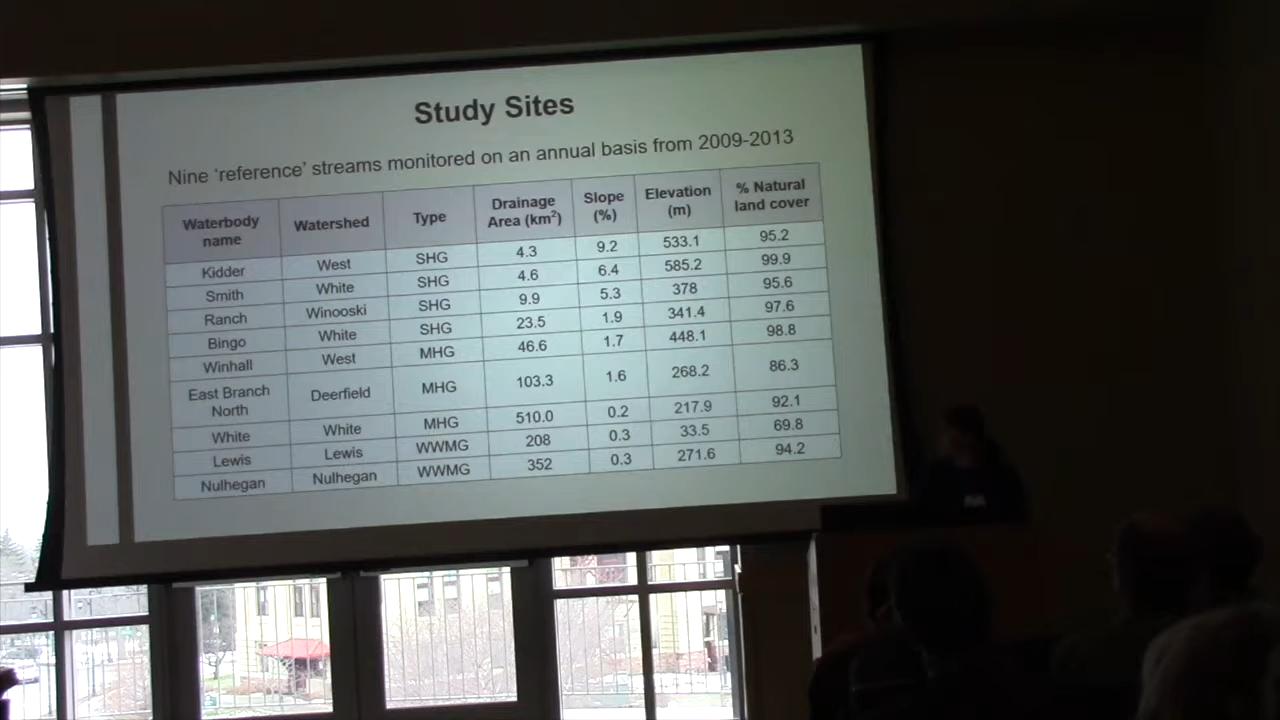 Study Sites
Nine ‘reference’ streams monitored on an annual basis from 2009-2013
Waterbody name Watershed Type Drainage Area (km²) Slope (%) Elevation (m) % Natural land cover
Kidder West SHG 4.3 9.2 533.1 95.2
Smith White SHG 4.6 6.4 585.2 99.9
Ranch Winooski SHG 9.9 5.3 378 95.6
Bingo White SHG 23.5 1.9 341.4 97.6
Winhall West MHG 46.6 1.7 448.1 98.8
East Branch North Deerfield MHG 103.3 1.6 268.2 86.3
White White MHG 510.0 0.2 217.9 92.1
Lewis Lewis WWMG 208 0.3 33.5 69.8
Nulhegan Nulhegan WWMG 352 0.3 271.6 94.2